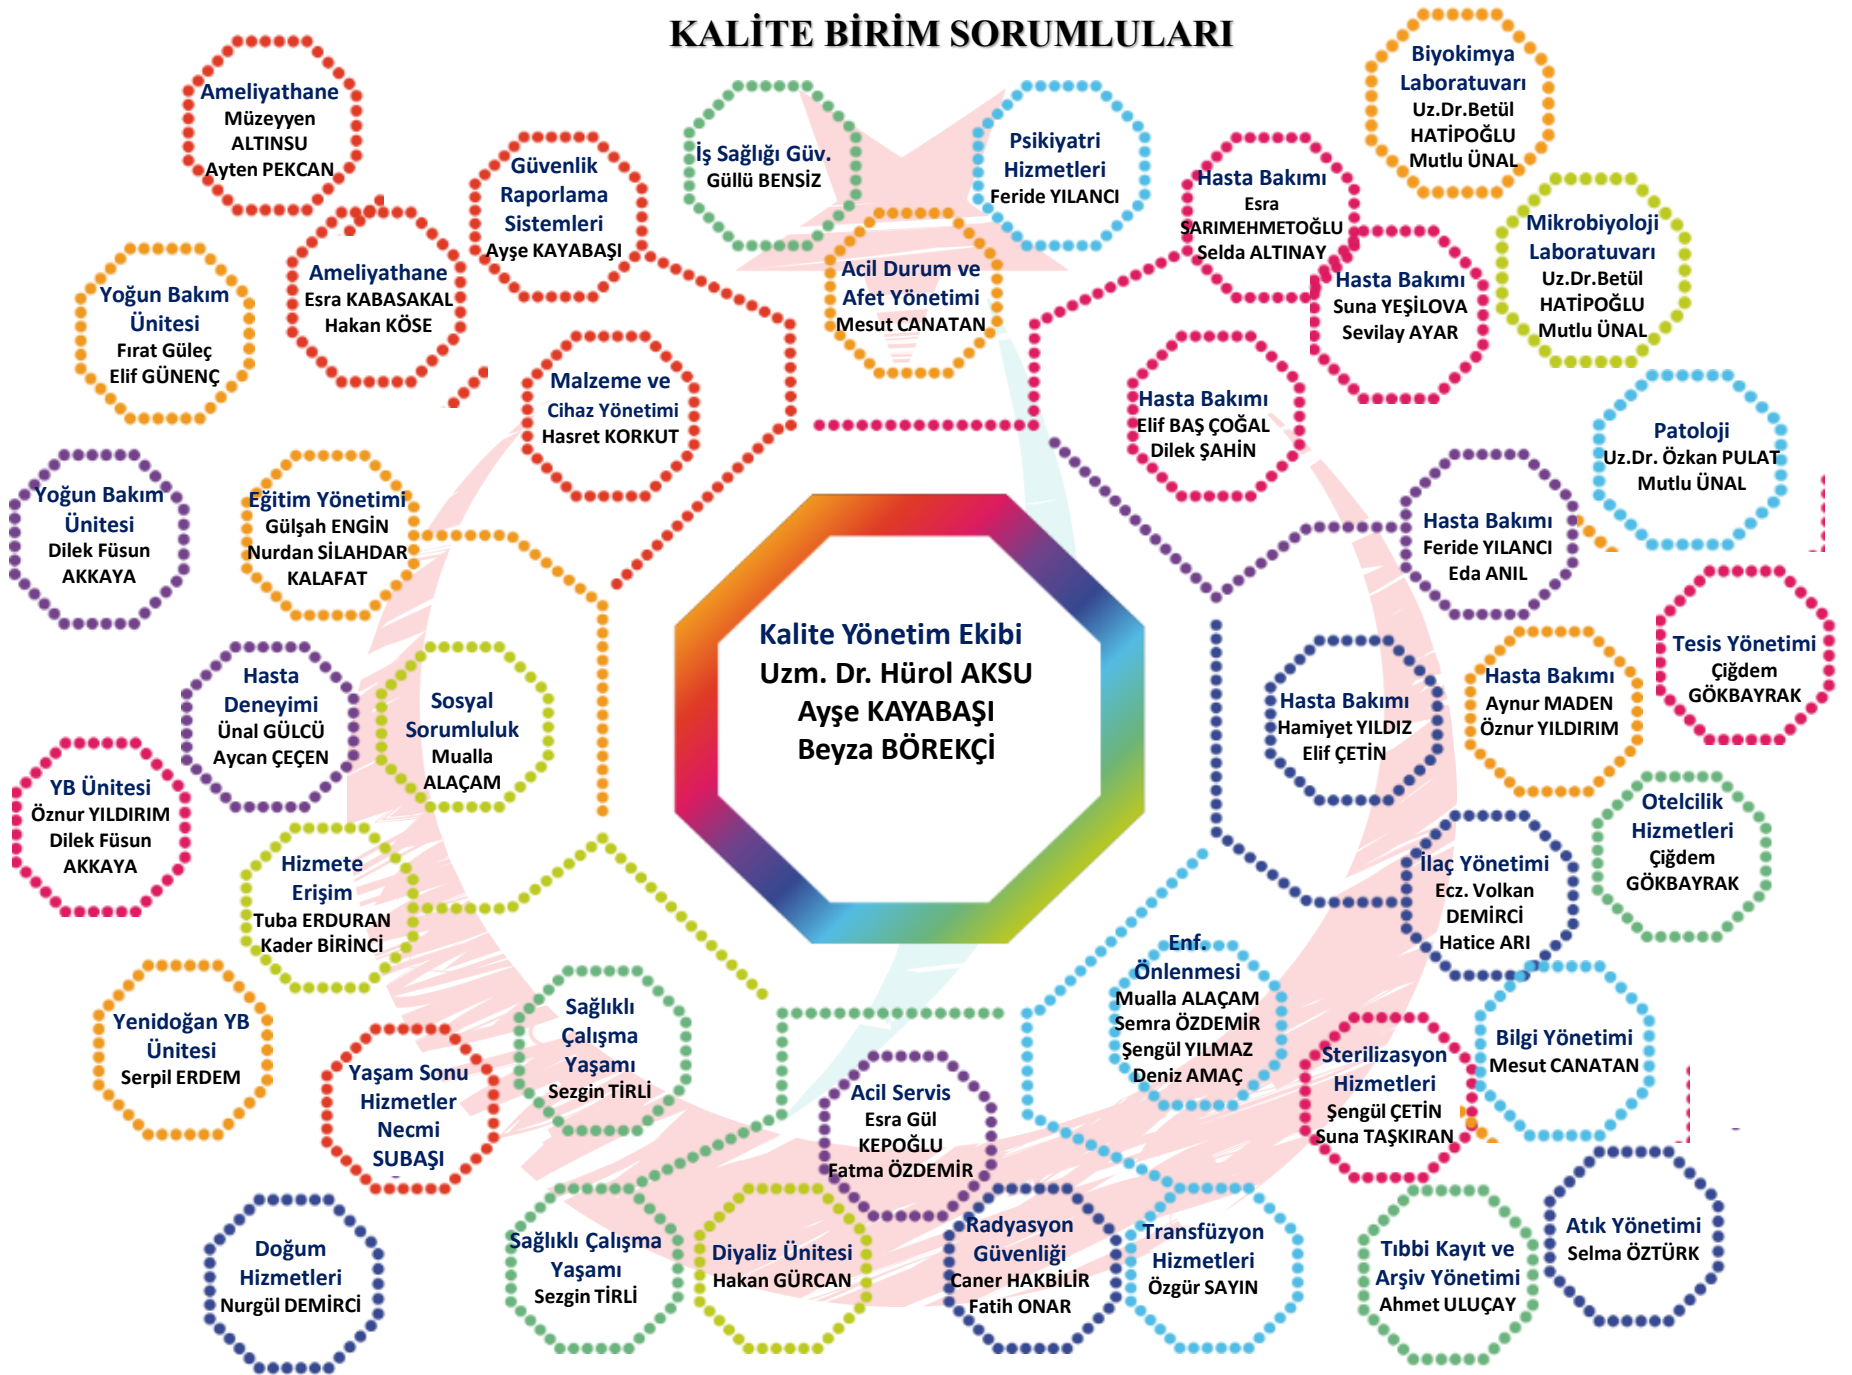 KALİTE BİRİM SORUMLULARI
Ameliyathane
Müzeyyen
ALTINSU
Ayten PEKCAN
Güvenlik
Raporlama
Sistemleri
Ayşe KAYABAŞI
İş Sağlığı Güv.
Güllü BENSİZ
Psikiyatri
Hizmetleri
Feride YILANCI
Hasta Bakımı
Esra
SARIMEHMETOĞLU
Selda ALTINAY
Biyokimya
Laboratuvarı
Uz.Dr.Betül
HATİPOĞLU
Mutlu ÜNAL
Mikrobiyoloji
Laboratuvarı
Uz.Dr.Betül
HATİPOĞLU
Mutlu ÜNAL
Yoğun Bakım
Ünitesi
Fırat Güleç
Elif GÜNENÇ
Ameliyathane
Esra KABASAKAL
Hakan KÖSE
Acil Durum ve
Afet Yönetimi
Mesut CANATAN
Hasta Bakımı
Suna YEŞİLOVA
Sevilay AYAR
Malzeme ve
Cihaz Yönetimi
Hasret KORKUT
Hasta Bakımı
Elif BAŞ ÇOĞAL
Dilek ŞAHİN
Patoloji
Uz.Dr. Özkan PULAT
Mutlu ÜNAL
Yoğun Bakım
Ünitesi
Dilek Füsun
AKKAYA
Eğitim Yönetimi
Gülşah ENGİN
Nurdan SİLAHDAR
KALAFAT
Hasta Bakımı
Feride YILANCI
Eda ANIL
Kalite Yönetim Ekibi
Uzm. Dr. Hürol AKSU
Ayşe KAYABAŞI
Beyza BÖREKÇİ
Tesis Yönetimi
Çiğdem
GÖKBAYRAK
Hasta
Deneyimi
Ünal GÜLCÜ
Aycan ÇEÇEN
Sosyal
Sorumluluk
Mualla
ALAÇAM
Hasta Bakımı
Hamiyet YILDIZ
Elif ÇETİN
Hasta Bakımı
Aynur MADEN
Öznur YILDIRIM
YB Ünitesi
Öznur YILDIRIM
Dilek Füsun
AKKAYA
Otelcilik
Hizmetleri
Çiğdem
GÖKBAYRAK
Hizmete
Erişim
Tuba ERDURAN
Kader BİRİNCİ
İlaç Yönetimi
Ecz. Volkan
DEMİRCİ
Hatice ARI
Enf.
Önlenmesi
Mualla ALAÇAM
Semra ÖZDEMİR
Şengül YILMAZ
Deniz AMAÇ
Yenidoğan YB
Ünitesi
Serpil ERDEM
Sağlıklı
Çalışma
Yaşamı
Sezgin TİRLİ
Bilgi Yönetimi
Mesut CANATAN
Yaşam Sonu
Hizmetler
Necmi
SUBAŞI
Acil Servis
Esra Gül
KEPOĞLU
Fatma ÖZDEMİR
Sterilizasyon
Hizmetleri
Şengül ÇETİN
Suna TAŞKIRAN
Doğum
Hizmetleri
Nurgül DEMİRCİ
Sağlıklı Çalışma
Yaşamı
Sezgin TİRLİ
Diyaliz Ünitesi
Hakan GÜRCAN
Radyasyon
Güvenliği
Caner HAKBİLİR
Fatih ONAR
Transfüzyon
Hizmetleri
Özgür SAYIN
Tıbbi Kayıt ve
Arşiv Yönetimi
Ahmet ULUÇAY
Atık Yönetimi
Selma ÖZTÜRK